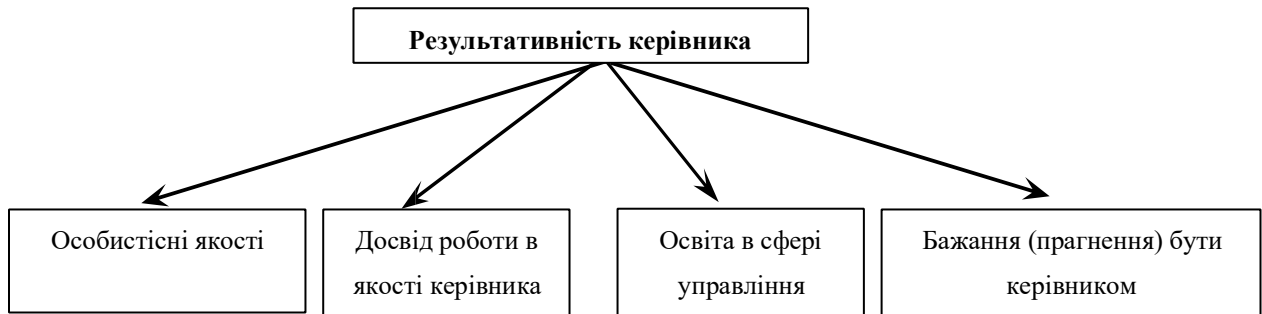 Результативність керівника
Особистісні якості
Досвід роботи в
якості керівника
Освіта в сфері
управління
Бажання (прагнення) бути
керівником